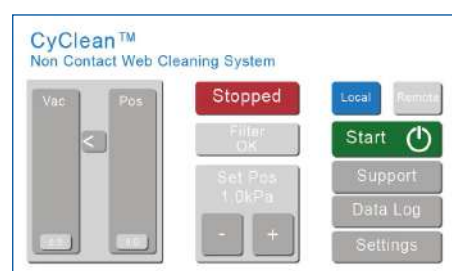 CyClean™
Non Contact Web Cleaning System
Vac
Pos
<
Stopped
Filter
OK
Set Pos
1.0kPa
-
+
Local
Remote
Start
Support
Data Log
Settings